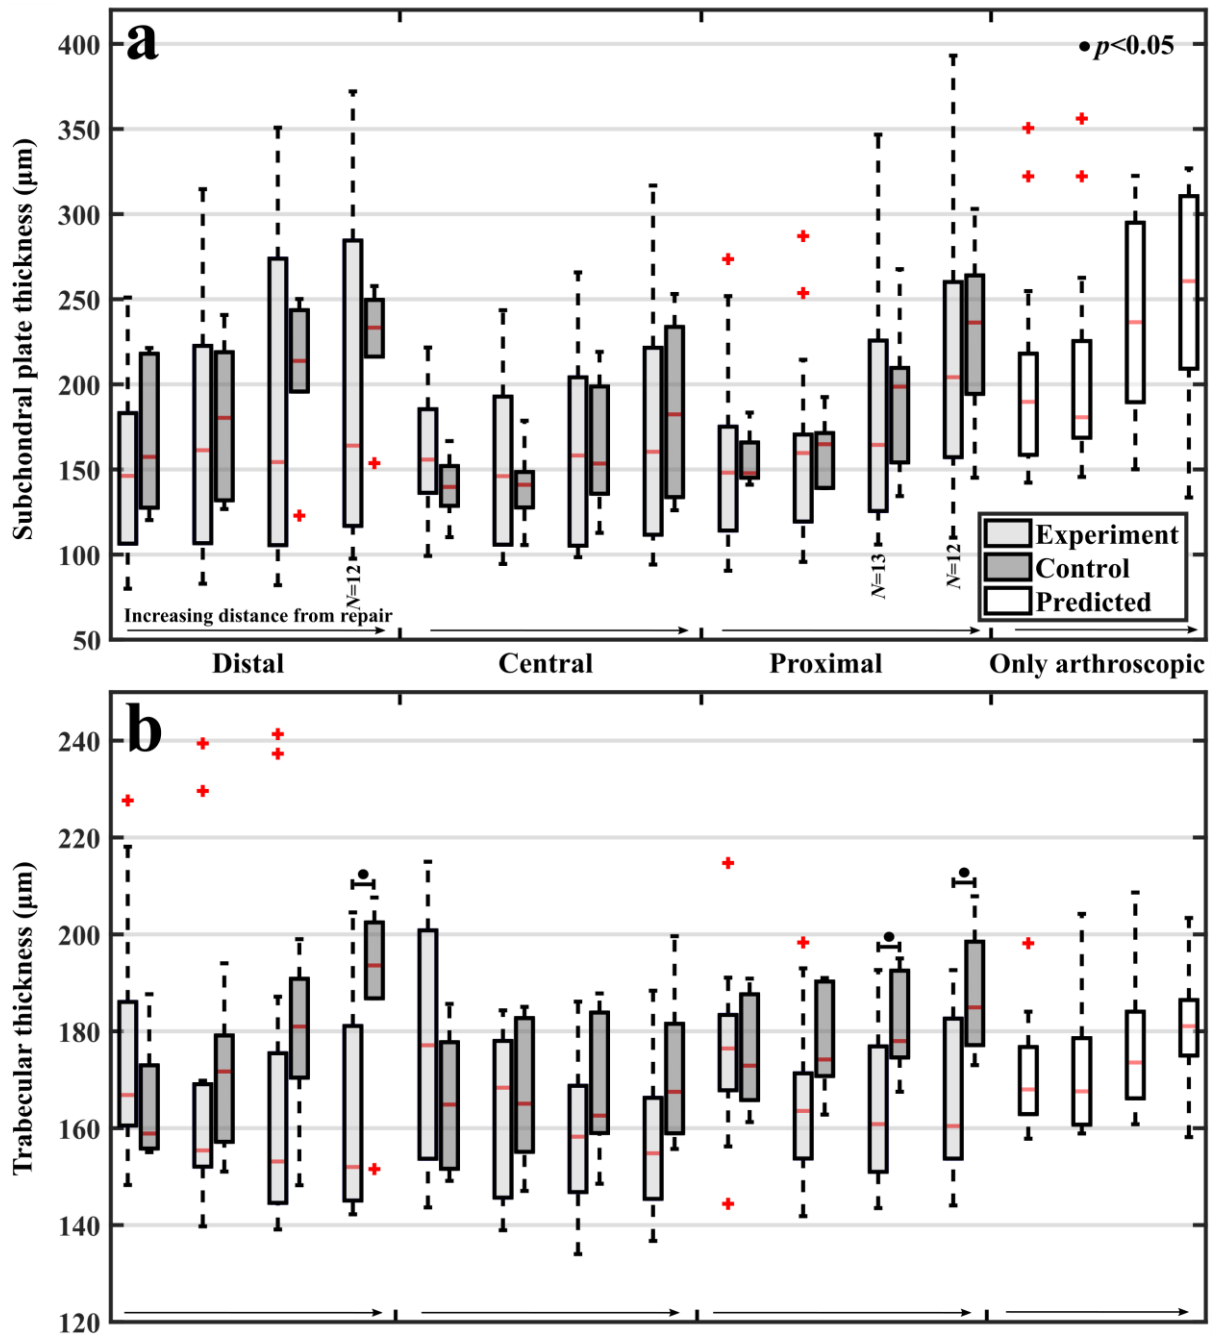 a
• p<0.05
Subchondral plate thickness (μm)
400
350
300
250
200
150
100
50
N=12
N=13
N=12
Experiment
Control
Predicted
Increasing distance from repair
Distal
Central
Proximal
Only arthroscopic
b
Trabecular thickness (μm)
240
220
200
180
160
140
120